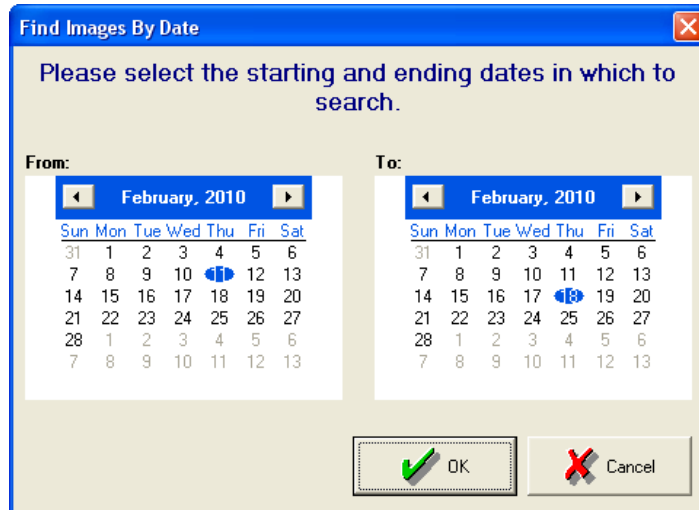 Find Images By Date
Please select the starting and ending dates in which to
search.
From:
February, 2010
Sun Mon Tue Wed Thu Fri Sat
31 1 2 3 4 5 6
7 8 9 10 11 12 13
14 15 16 17 18 19 20
21 22 23 24 25 26 27
28 1 2 3 4 5 6
7 8 9 10 11 12 13
To:
February, 2010
Sun Mon Tue Wed Thu Fri Sat
31 1 2 3 4 5 6
7 8 9 10 11 12 13
14 15 16 17 18 19 20
21 22 23 24 25 26 27
28 1 2 3 4 5 6
7 8 9 10 11 12 13
OK
Cancel